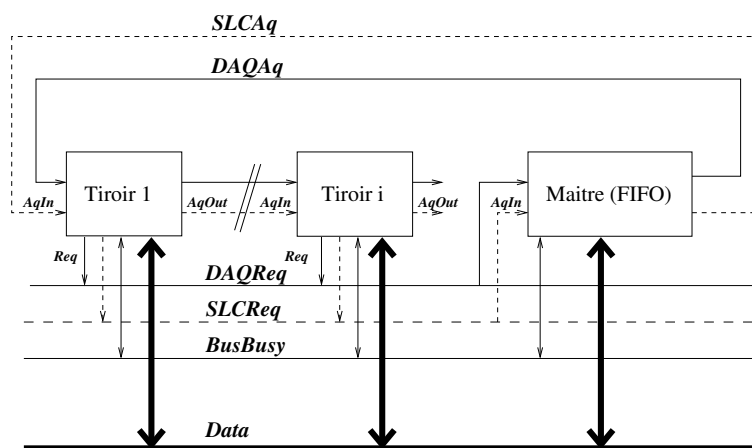 SLCAq
DAQAq
Tiroir 1
Tiroir i
Maitre (FIFO)
AqIn
AqOut
AqIn
AqOut
AqIn
Req
Req
DAQReq
SLCReq
BusBusy
Data